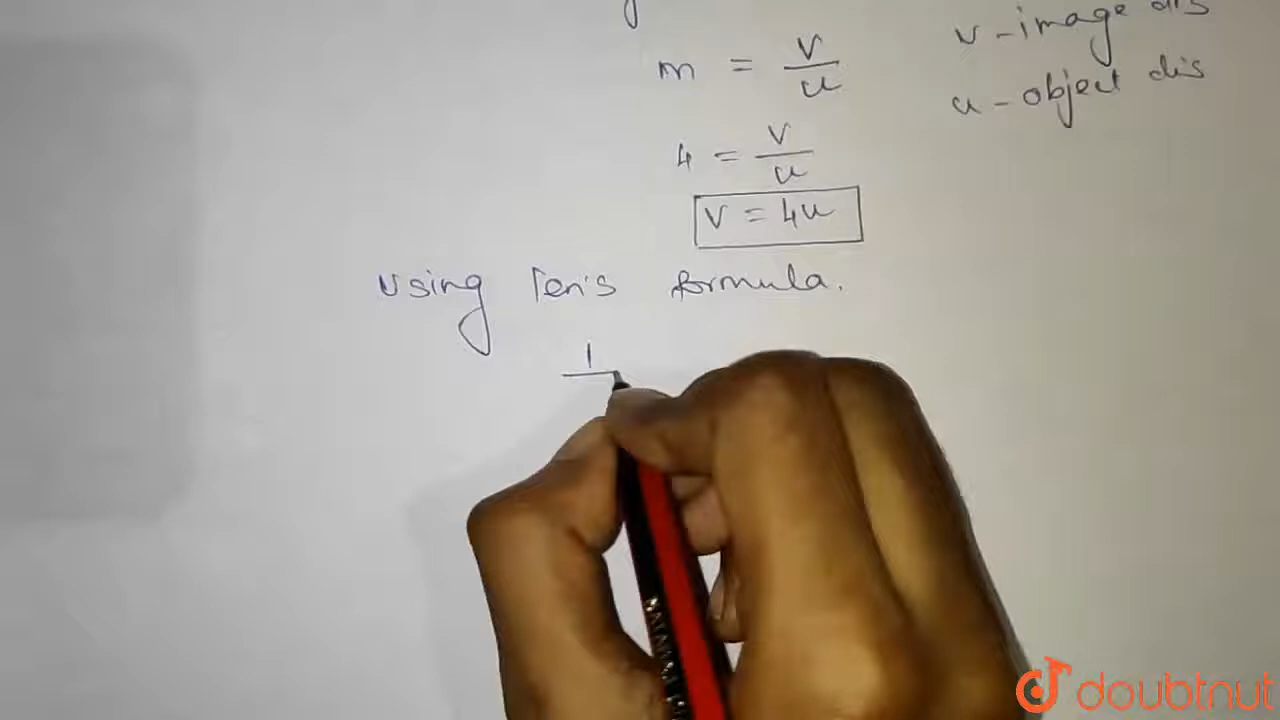 m = v/u
v - image dis
u - object dis
4 = v/u
v = 4u
Using len's formula.
1
doubtnut